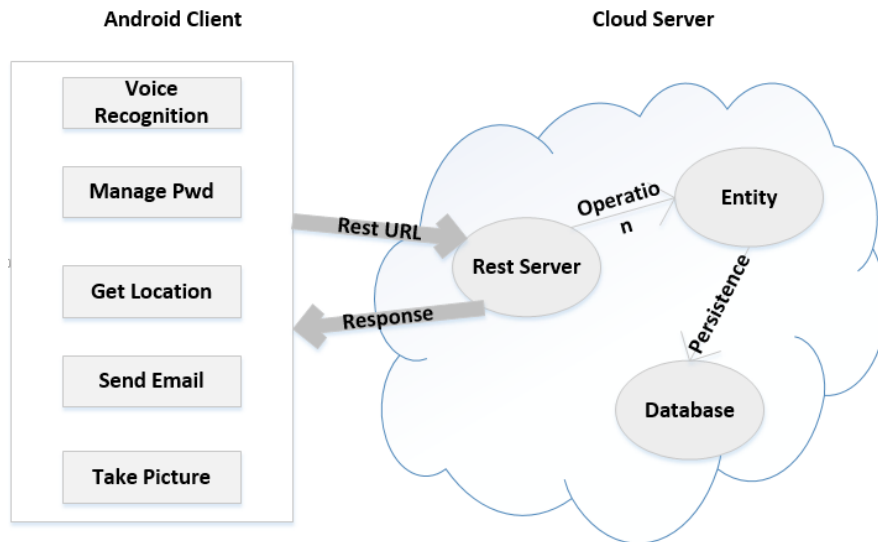 Android Client
Cloud Server
Voice
Recognition
Manage Pwd
Get Location
Send Email
Take Picture
Rest URL
Response
Rest Server
Operatio
n
Entity
Persistence
Database